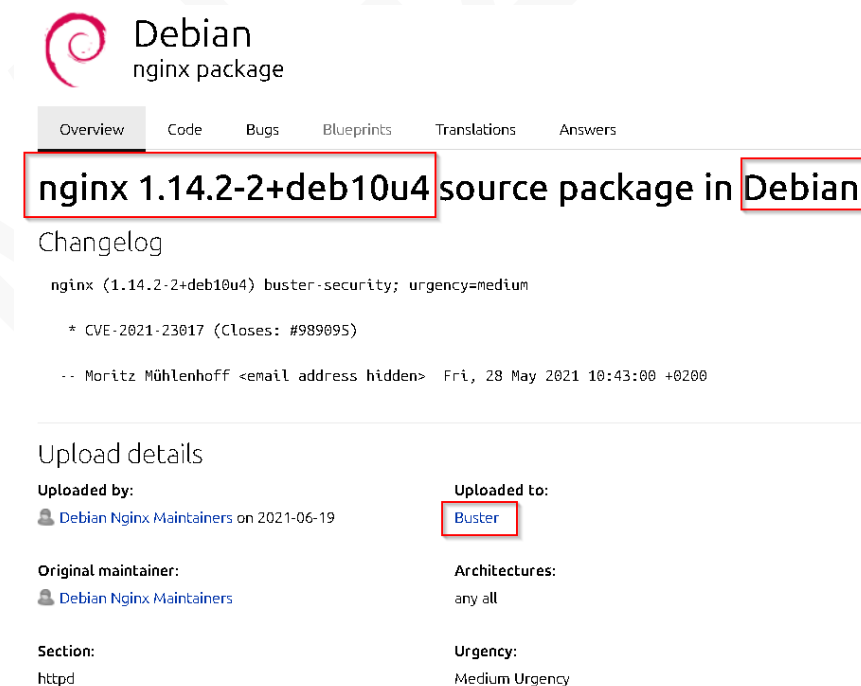 Debian
nginx package
Overview Code Bugs Blueprints Translations Answers
nginx 1.14.2-2+deb10u4 source package in Debian
Changelog
nginx (1.14.2-2+deb10u4) buster-security; urgency=medium
* CVE-2021-23017 (Closes: #989095)
-- Moritz Mühlenhoff <email address hidden> Fri, 28 May 2021 10:43:00 +0200
Upload details
Uploaded by: Uploaded to:
Debian Nginx Maintainers on 2021-06-19 Buster
Original maintainer: Architectures:
Debian Nginx Maintainers any all
Section: Urgency:
httpd Medium Urgency